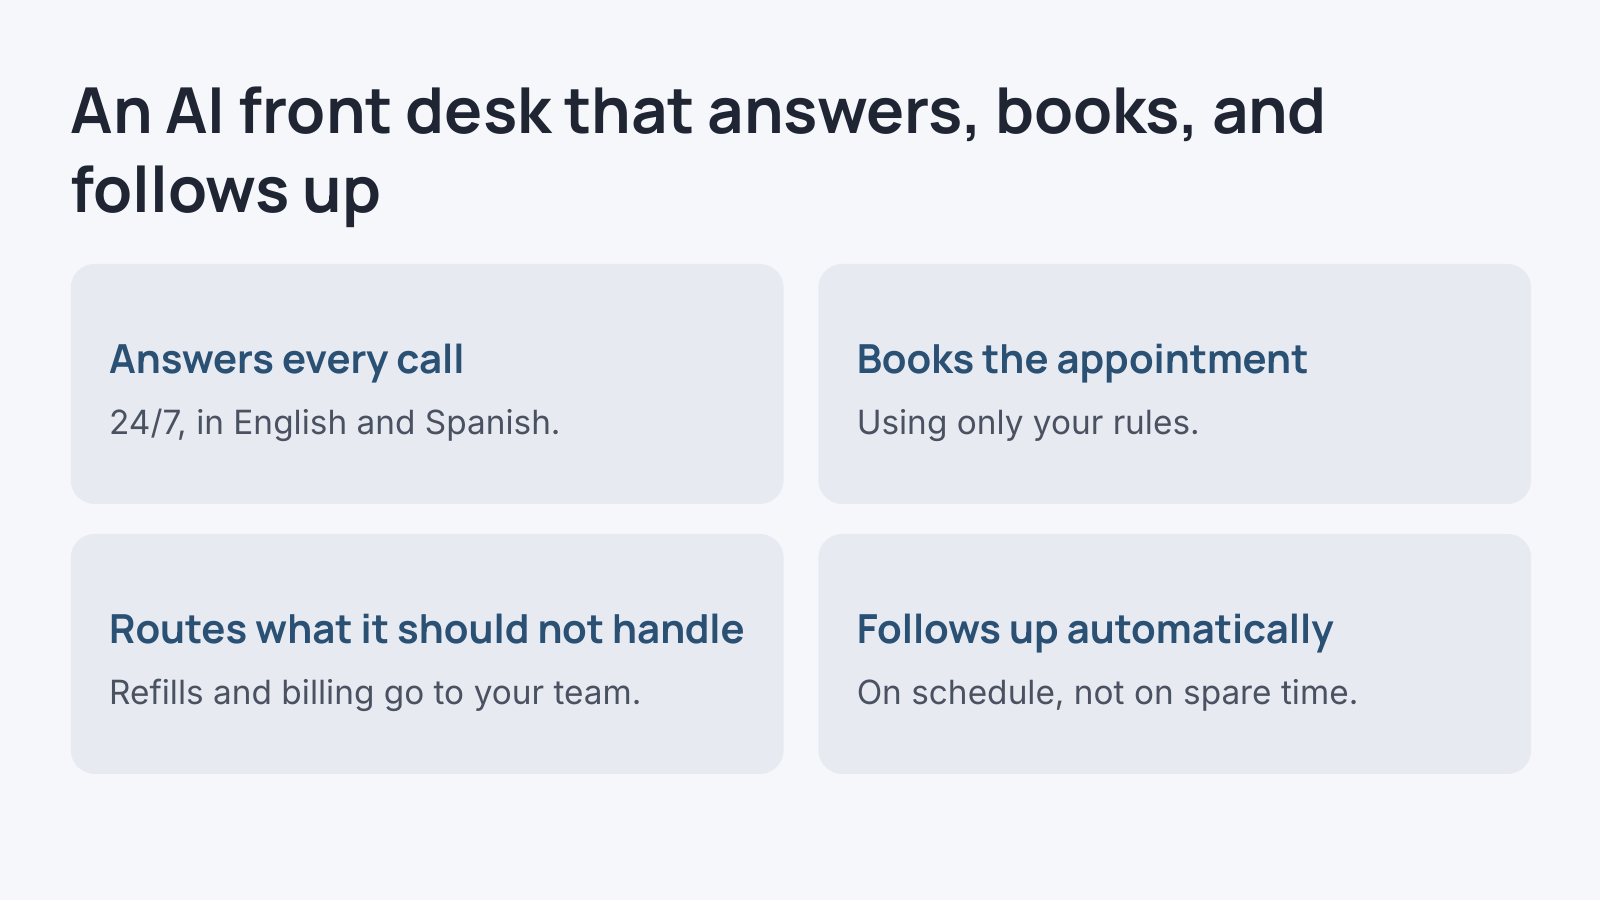 An AI front desk that answers, books, and
follows up
Answers every call
24/7, in English and Spanish.
Books the appointment
Using only your rules.
Routes what it should not handle
Refills and billing go to your team.
Follows up automatically
On schedule, not on spare time.